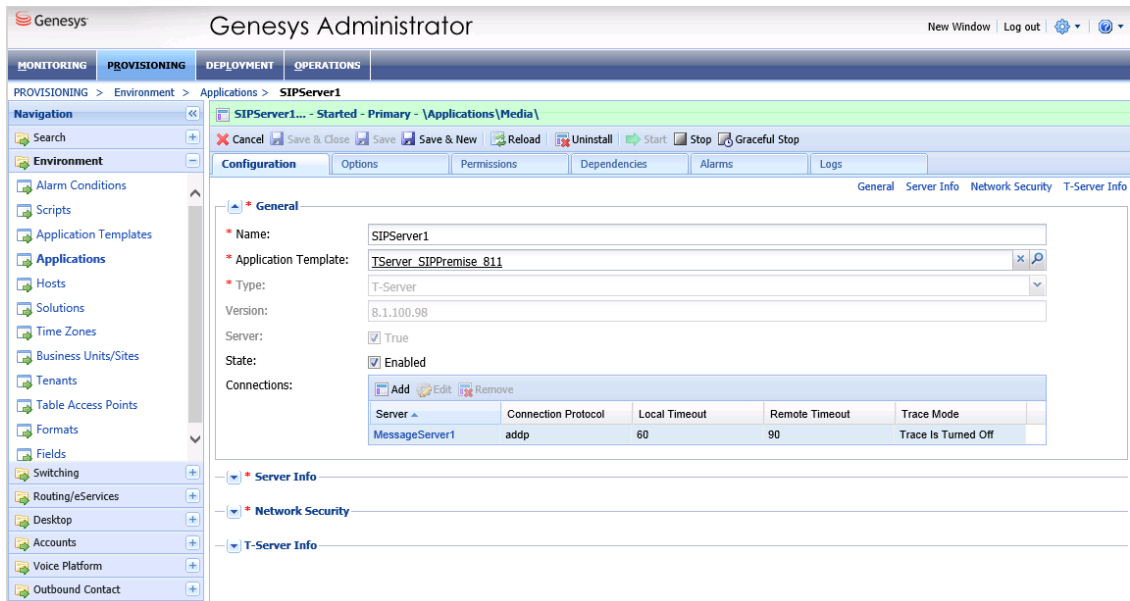 Genesys
Genesys Administrator
New Window Log out
MONITORING PROVISIONING DEPLOYMENT OPERATIONS
PROVISIONING > Environment > Applications > SIPServer1
Navigation
Search
Environment
Alarm Conditions
Scripts
Application Templates
Applications
Hosts
Solutions
Time Zones
Business Units/Sites
Tenants
Table Access Points
Formats
Fields
Switching
Routing/eServices
Desktop
Accounts
Voice Platform
Outbound Contact
SIPServer1... - Started - Primary - \Applications\Media\
Cancel Save & Close Save Save & New Reload Uninstall Start Stop Graceful Stop
Configuration Options Permissions Dependencies Alarms Logs
General Server Info Network Security T-Server Info
* General
* Name: SIPServer1
* Application Template: TServer_SIPPremise_811
* Type: T-Server
Version: 8.1.100.98
Server: True
State: Enabled
Connections: Add Edit Remove
Server Connection Protocol Local Timeout Remote Timeout Trace Mode
MessageServer1 addp 60 90 Trace Is Turned Off
* Server Info
* Network Security
T-Server Info